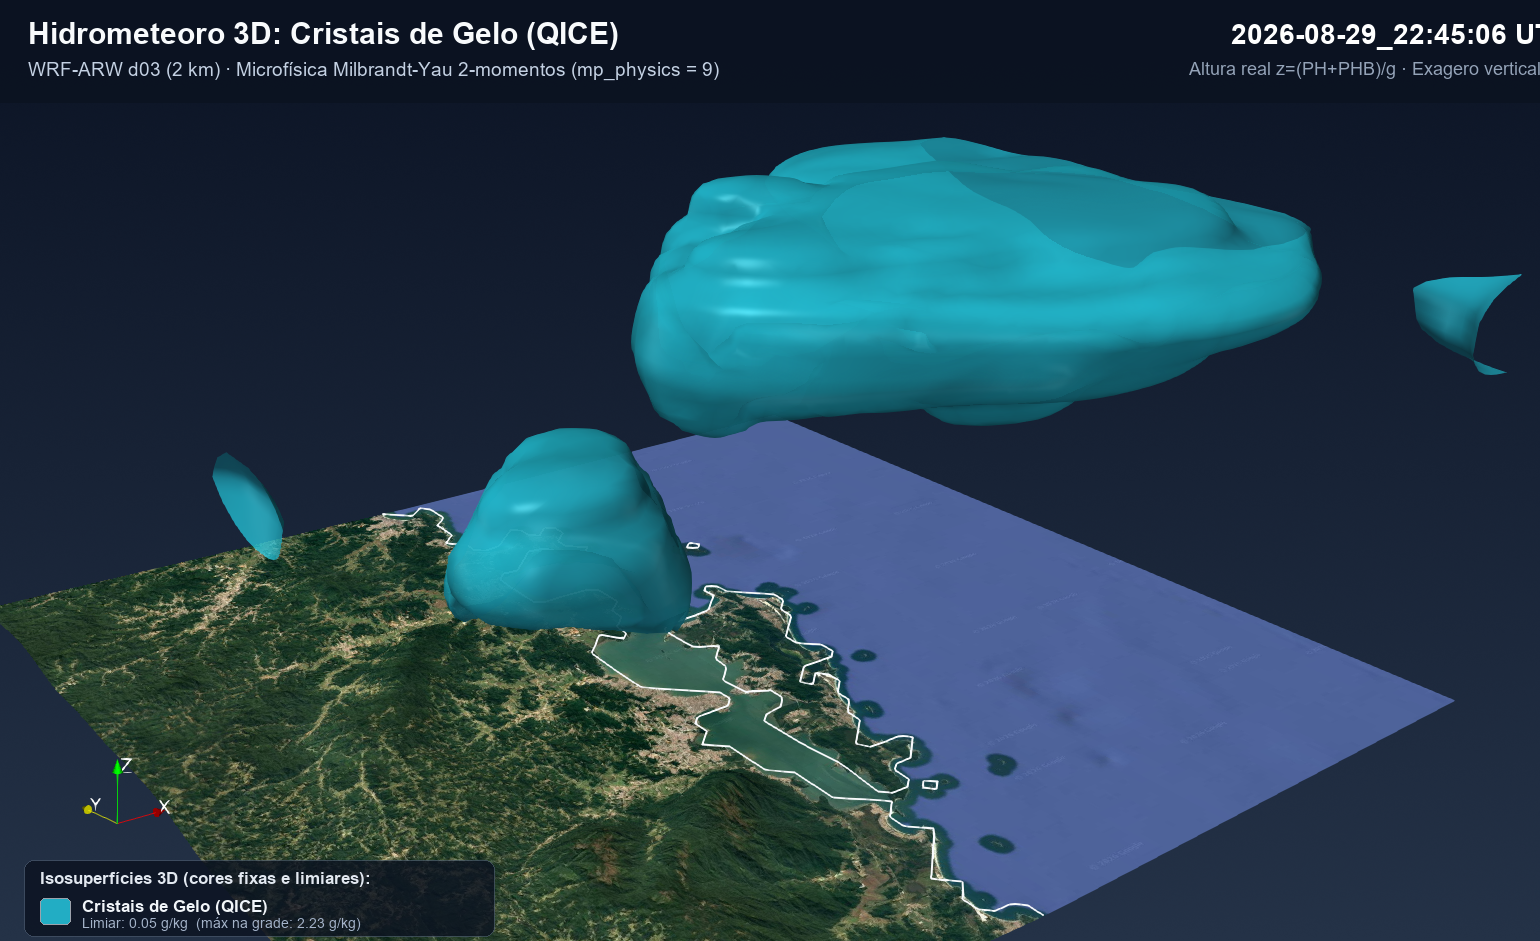 Hidrometeoro 3D: Cristais de Gelo (QICE)
2026-08-29_22:45:06 UT
WRF-ARW d03 (2 km) · Microfísica Milbrandt-Yau 2-momentos (mp_physics = 9)
Altura real z=(PH+PHB)/g · Exagero vertical
Z
Y
X
Isosuperfícies 3D (cores fixas e limiares):
Cristais de Gelo (QICE)
Limiar: 0.05 g/kg (máx na grade: 2.23 g/kg)